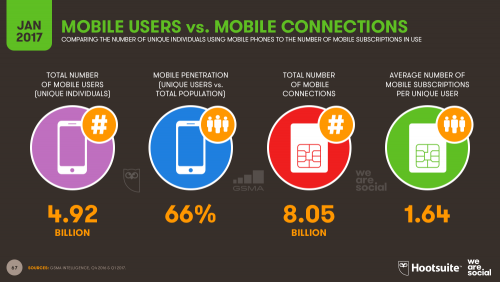 JAN
2017
MOBILE USERS vs. MOBILE CONNECTIONS
COMPARING THE NUMBER OF UNIQUE INDIVIDUALS USING MOBILE PHONES TO THE NUMBER OF MOBILE SUBSCRIPTIONS IN USE
TOTAL NUMBER
OF MOBILE USERS
(UNIQUE INDIVIDUALS)
#
4.92
BILLION
MOBILE PENETRATION
(UNIQUE USERS vs.
TOTAL POPULATION)
66%
TOTAL NUMBER
OF MOBILE
CONNECTIONS
#
8.05
BILLION
AVERAGE NUMBER OF
MOBILE SUBSCRIPTIONS
PER UNIQUE USER
1.64
GSMA
we
are
social
SOURCES: GSMA INTELLIGENCE,
Hootsuite
we
are
social